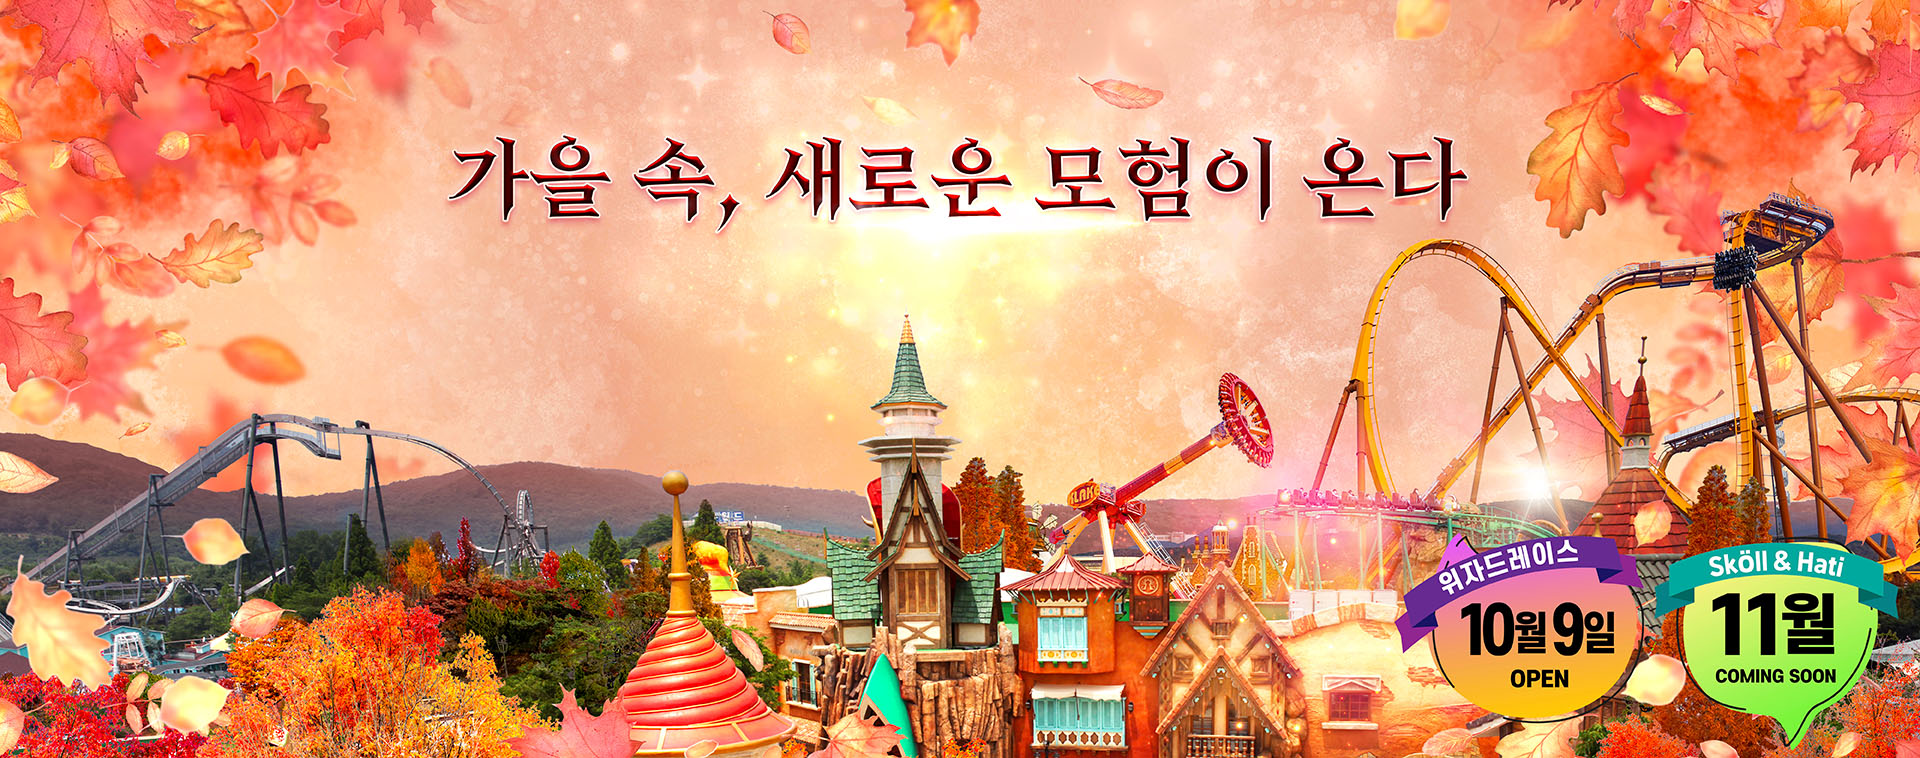 가을 속, 새로운 모험이 온다
위자드레이스
10월 9일
OPEN
Sköll & Hati
11월
COMING SOON